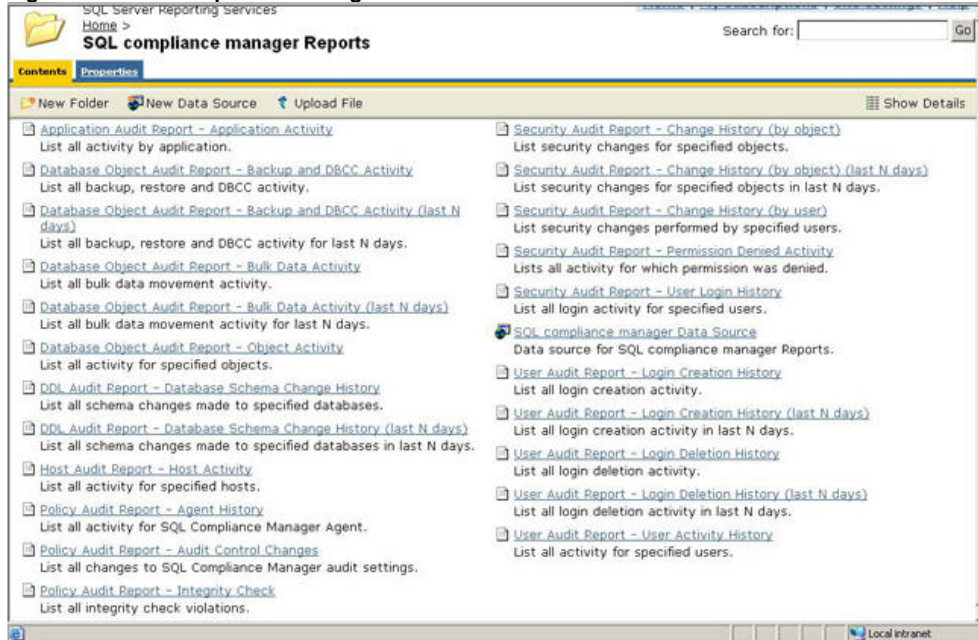 SQL Server Reporting Services
Home >
SQL compliance manager Reports
Search for:
Go
Contents
Properties
New Folder
New Data Source
Upload File
Show Details
Application Audit Report - Application Activity
List all activity by application.
Database Object Audit Report - Backup and DBCC Activity
List all backup, restore and DBCC activity.
Database Object Audit Report - Backup and DBCC Activity (last N
days)
List all backup, restore and DBCC activity for last N days.
Database Object Audit Report - Bulk Data Activity
List all bulk data movement activity.
Database Object Audit Report - Bulk Data Activity (last N days)
List all bulk data movement activity for last N days.
Database Object Audit Report - Object Activity
List all activity for specified objects.
DDL Audit Report - Database Schema Change History
List all schema changes made to specified databases.
DDL Audit Report - Database Schema Change History (last N days)
List all schema changes made to specified databases in last N days.
Host Audit Report - Host Activity
List all activity for specified hosts.
Policy Audit Report - Agent History
List all activity for SQL Compliance Manager Agent.
Policy Audit Report - Audit Control Changes
List all changes to SQL Compliance Manager audit settings.
Policy Audit Report - Integrity Check
List all integrity check violations.
Security Audit Report - Change History (by object)
List security changes for specified objects.
Security Audit Report - Change History (by object) (last N days)
List security changes for specified objects in last N days.
Security Audit Report - Change History (by user)
List security changes performed by specified users.
Security Audit Report - Permission Denied Activity
Lists all activity for which permission was denied.
Security Audit Report - User Login History
List all login activity for specified users.
SQL compliance manager Data Source
Data source for SQL compliance manager Reports.
User Audit Report - Login Creation History
List all login creation activity.
User Audit Report - Login Creation History (last N days)
List all login creation activity in last N days.
User Audit Report - Login Deletion History
List all login deletion activity.
User Audit Report - Login Deletion History (last N days)
List all login deletion activity in last N days.
User Audit Report - User Activity History
List all activity for specified users.
Local intranet